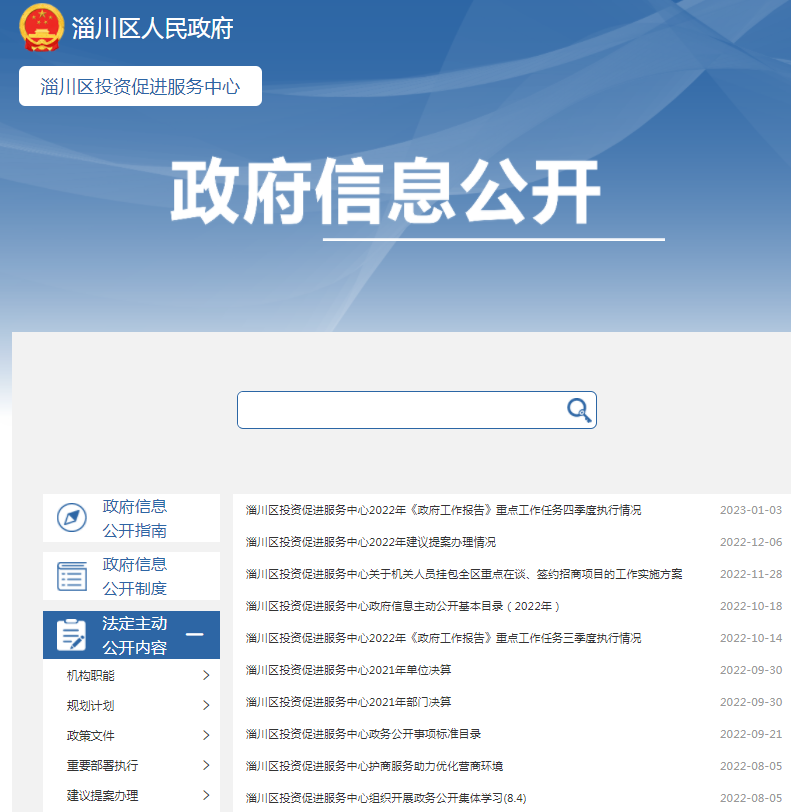 淄川区人民政府
淄川区投资促进服务中心
政府信息公开
政府信息
公开指南
政府信息
公开制度
法定主动
公开内容
机构职能
规划计划
政策文件
重要部署执行
建议提案办理
淄川区投资促进服务中心2022年《政府工作报告》重点工作任务四季度执行情况 2023-01-03
淄川区投资促进服务中心2022年建议提案办理情况 2022-12-06
淄川区投资促进服务中心关于机关人员挂包全区重点在谈、签约招商项目的工作实施方案 2022-11-28
淄川区投资促进服务中心政府信息主动公开基本目录（2022年） 2022-10-18
淄川区投资促进服务中心2022年《政府工作报告》重点工作任务三季度执行情况 2022-10-14
淄川区投资促进服务中心2021年单位决算 2022-09-30
淄川区投资促进服务中心2021年部门决算 2022-09-30
淄川区投资促进服务中心政务公开事项标准目录 2022-09-21
淄川区投资促进服务中心护商服务助力优化营商环境 2022-08-05
淄川区投资促进服务中心组织开展政务公开集体学习(8.4) 2022-08-05